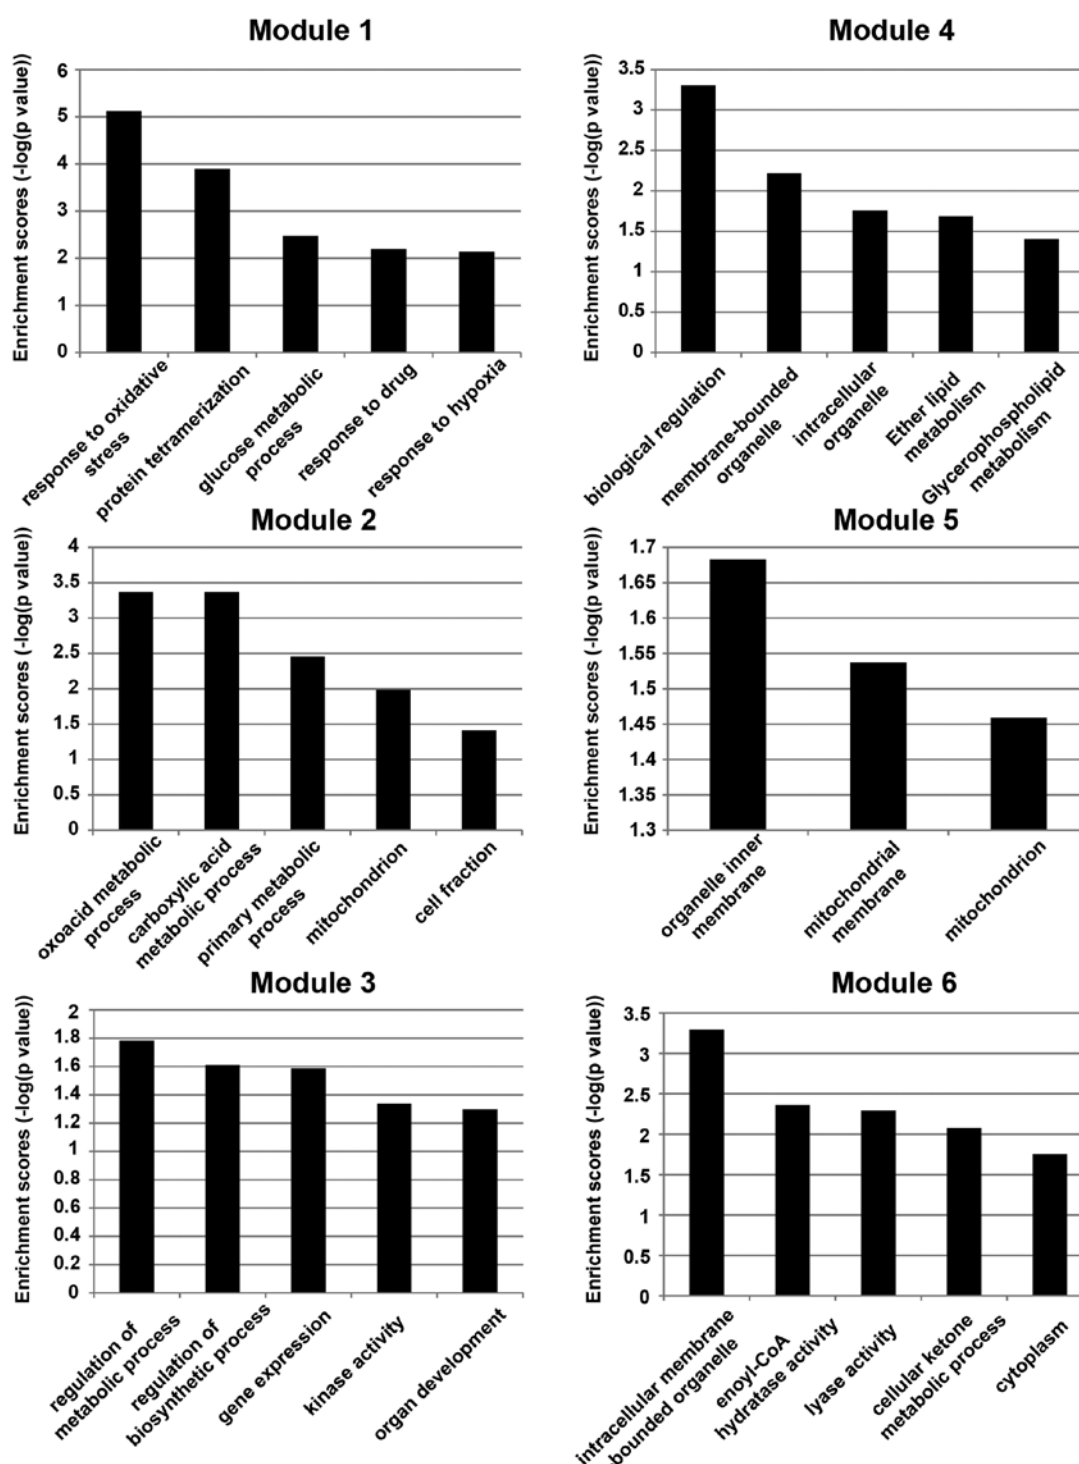 Module 1
Enrichment scores (-log(p value))
6
5
4
3
2
1
0
response to oxidative
stress
protein tetramerization
glucose metabolic
process
response to drug
response to hypoxia
Module 4
Enrichment scores (-log(p value))
3.5
3
2.5
2
1.5
1
0.5
0
biological regulation
membrane-bounded
organelle
intracellular
organelle
Ether lipid
metabolism
Glycerophospholipid
metabolism
Module 2
Enrichment scores (-log(p value))
4
3.5
3
2.5
2
1.5
1
0.5
0
oxoacid metabolic
process
carboxylic acid
metabolic process
primary metabolic
process
mitochondrion
cell fraction
Module 5
Enrichment scores (-log(p value))
1.7
1.65
1.6
1.55
1.5
1.45
1.4
1.35
1.3
organelle inner
membrane
mitochondrial
membrane
mitochondrion
Module 3
Enrichment scores (-log(p value))
2
1.8
1.6
1.4
1.2
1
0.8
0.6
0.4
0.2
0
regulation of
metabolic process
regulation of
biosynthetic process
gene expression
kinase activity
organ development
Module 6
Enrichment scores (-log(p value))
3.5
3
2.5
2
1.5
1
0.5
0
intracellular membrane
bounded organelle
enoyl-CoA
hydratase activity
lyase activity
cellular ketone
metabolic process
cytoplasm